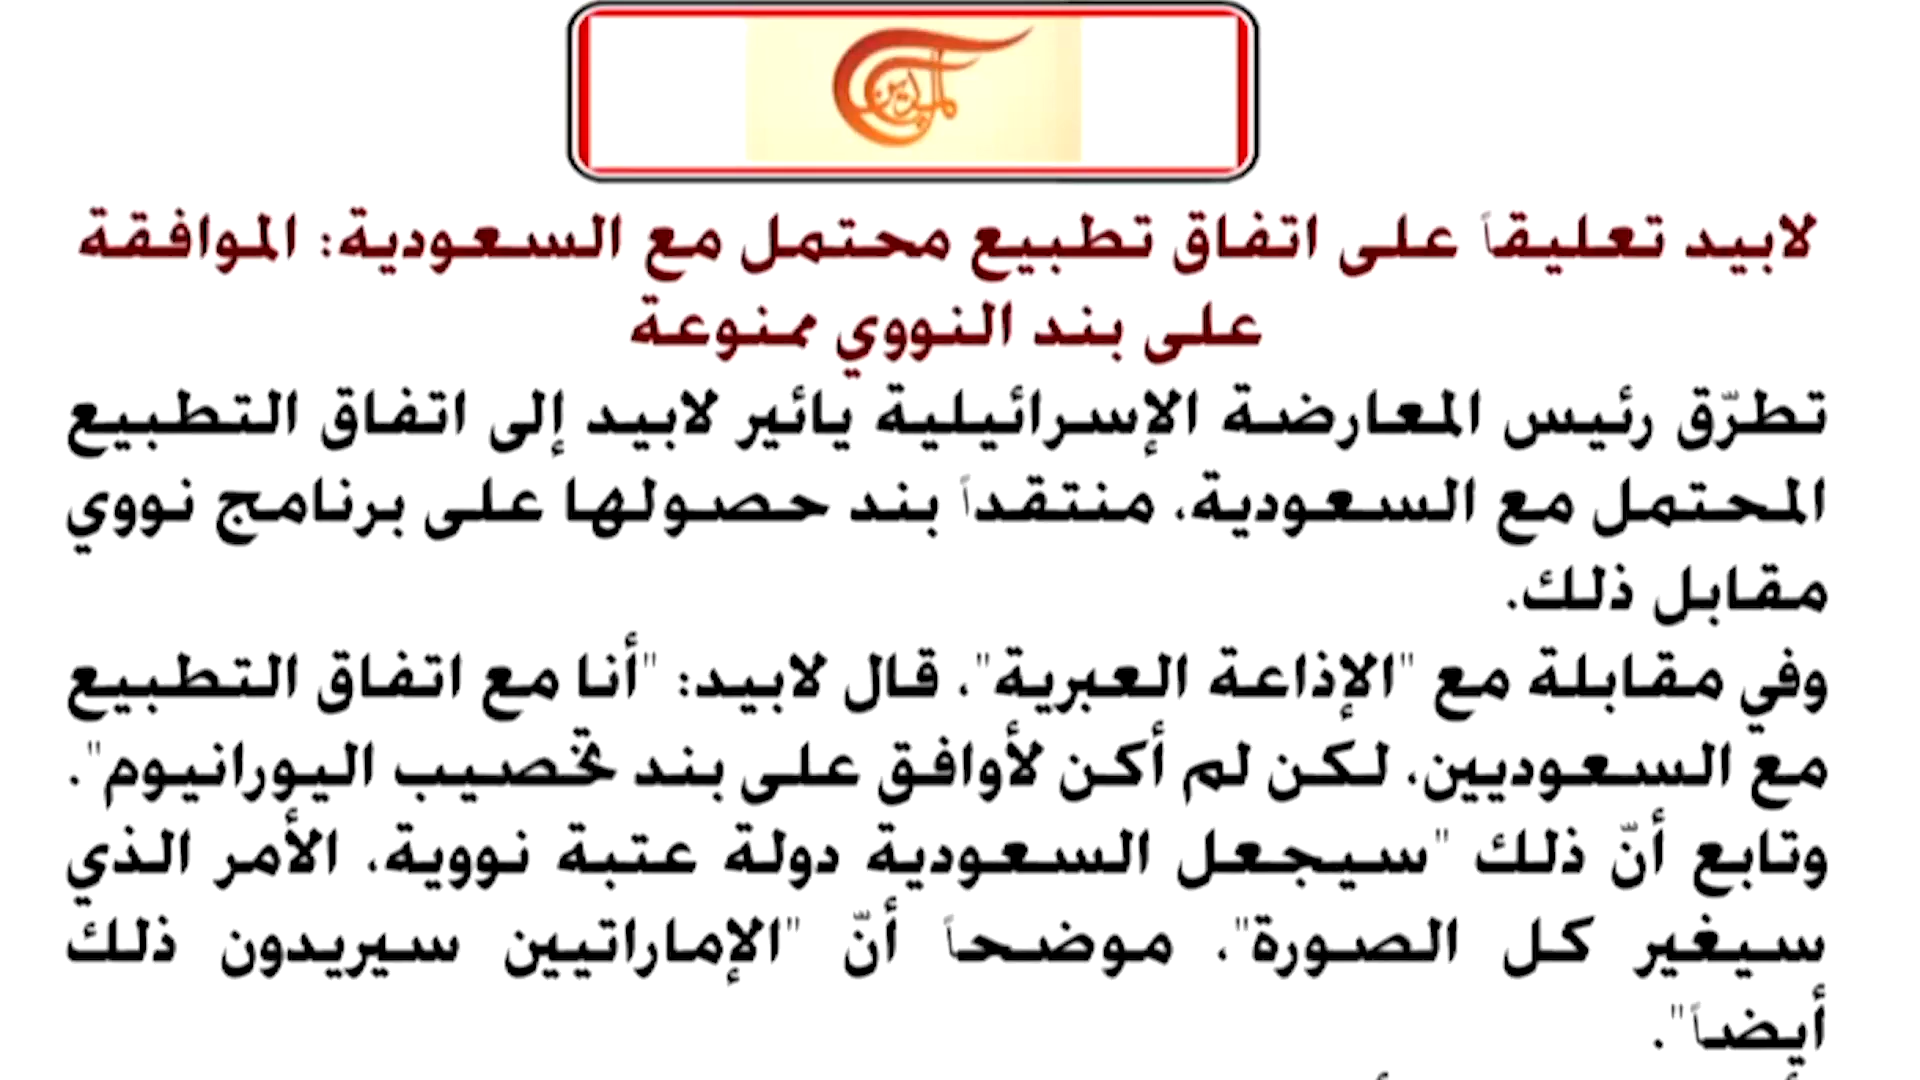 الميادين
لابيد تعليقاً على اتفاق تطبيع محتمل مع السعودية: الموافقة
على بند النووي ممنوعة
تطرّق رئيس المعارضة الإسرائيلية يائير لابيد إلى اتفاق التطبيع
المحتمل مع السعودية، منتقداً بند حصولها على برنامج نووي
مقابل ذلك.
وفي مقابلة مع "الإذاعة العبرية"، قال لابيد: "أنا مع اتفاق التطبيع
مع السعوديين، لكن لم أكن لأوافق على بند تخصيب اليورانيوم".
وتابع أنّ ذلك "سيجعل السعودية دولة عتبة نووية، الأمر الذي
سيغير كل الصورة"، موضحاً أنّ "الإماراتيين سيريدون ذلك
أيضاً".